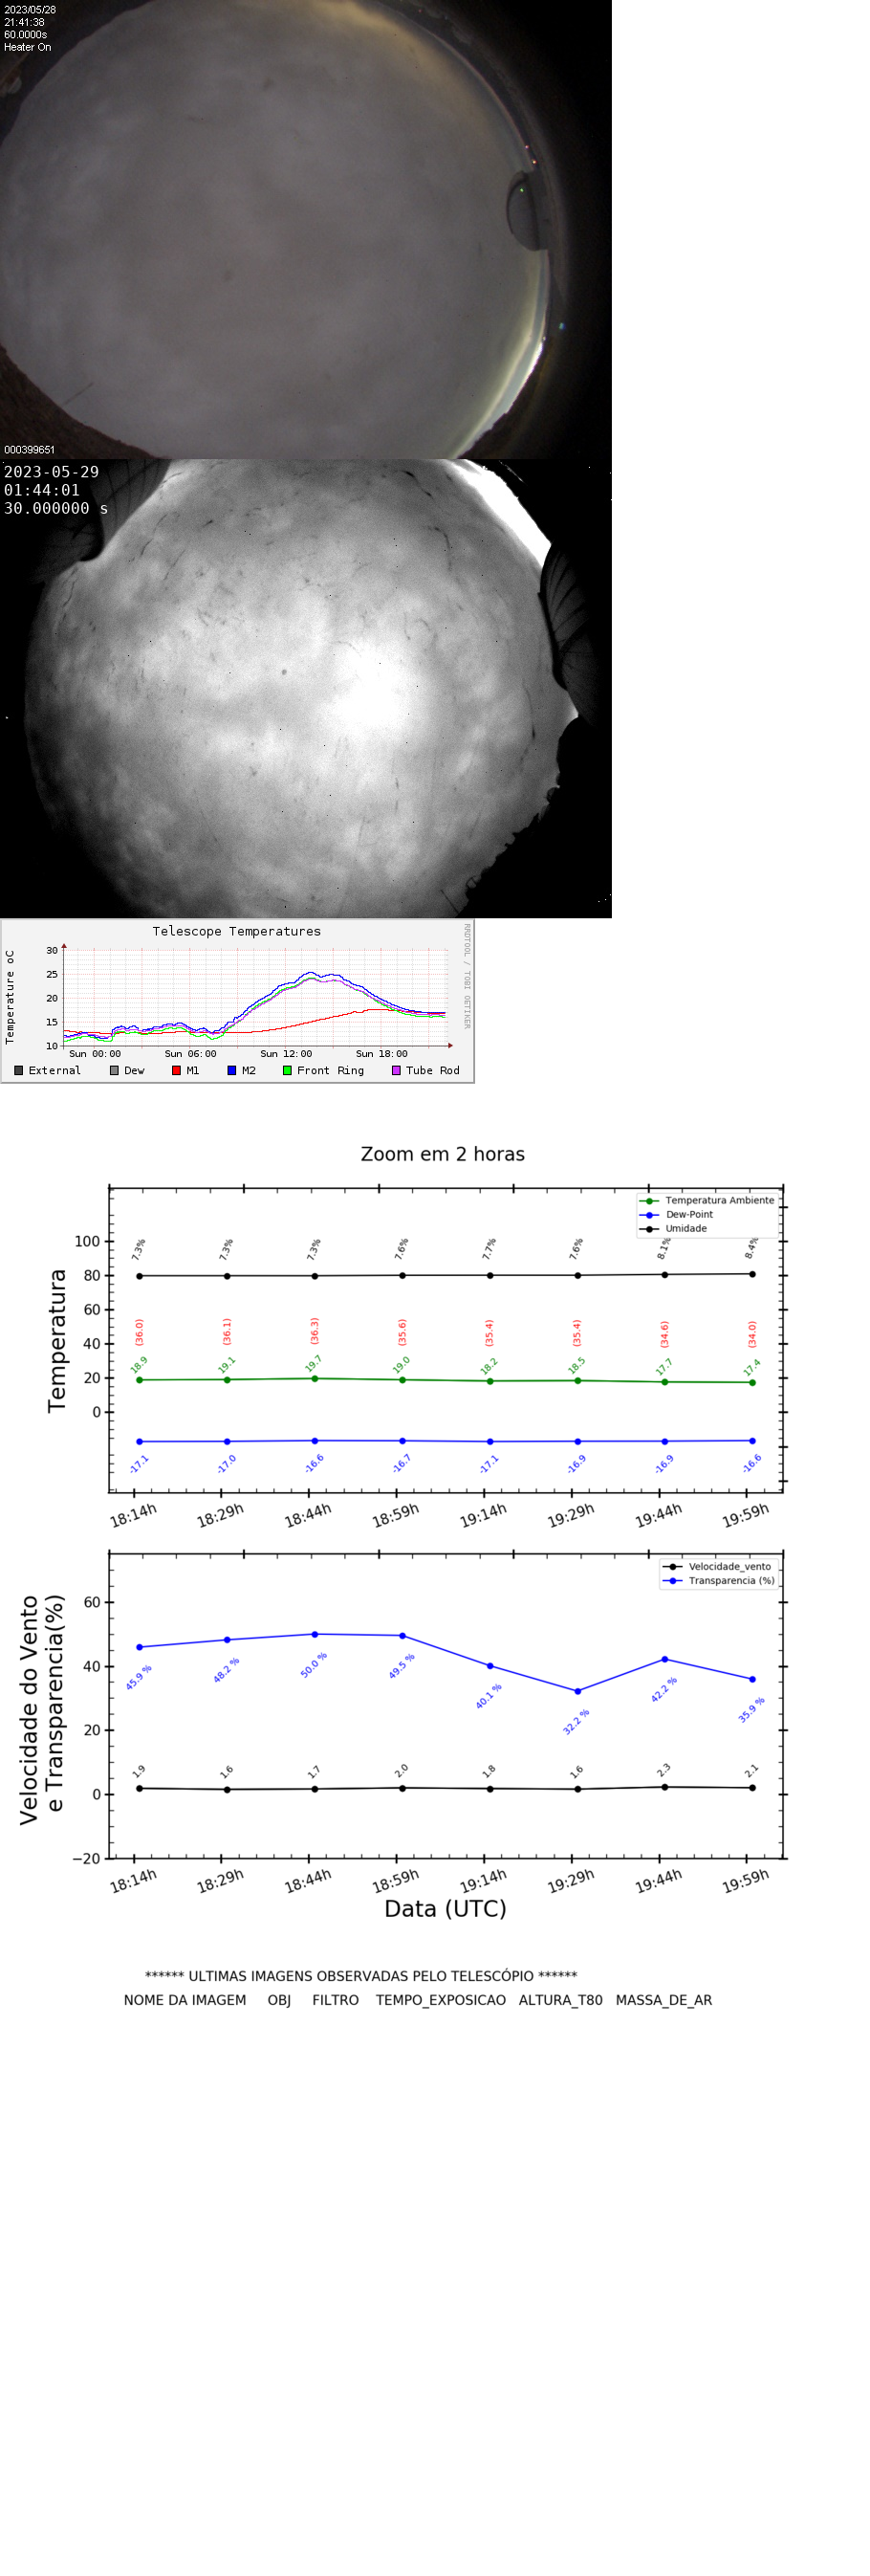 2023/05/28
21:41:38
60.0000s
Heater On
000399651
2023-05-29
01:44:01
30.000000 s
Telescope Temperatures
RRDTOOL / TOBI OETIKER
Temperature oC
30
25
20
15
10
Sun 00:00 Sun 06:00 Sun 12:00 Sun 18:00
External Dew M1 M2 Front Ring Tube Rod
Zoom em 2 horas
Temperatura
Temperatura Ambiente
Dew-Point
Umidade
100
80
60
40
20
0
7.3% 7.3% 7.3% 7.6% 7.7% 7.6% 8.1% 8.4%
(36.0) (36.1) (36.3) (35.6) (35.4) (35.4) (34.6) (34.0)
18.9 19.1 19.7 19.0 18.2 18.5 17.7 17.4
-17.1 -17.0 -16.6 -16.7 -17.1 -16.9 -16.9 -16.6
18:14h 18:29h 18:44h 18:59h 19:14h 19:29h 19:44h 19:59h
Velocidade do Vento
e Transparencia(%)
Velocidade_vento
Transparencia (%)
60
40
20
0
−20
45.9 % 48.2 % 50.0 % 49.5 % 40.1 % 32.2 % 42.2 % 35.9 %
1.9 1.6 1.7 2.0 1.8 1.6 2.3 2.1
18:14h 18:29h 18:44h 18:59h 19:14h 19:29h 19:44h 19:59h
Data (UTC)
****** ULTIMAS IMAGENS OBSERVADAS PELO TELESCÓPIO ******
NOME DA IMAGEM OBJ FILTRO TEMPO_EXPOSICAO ALTURA_T80 MASSA_DE_AR